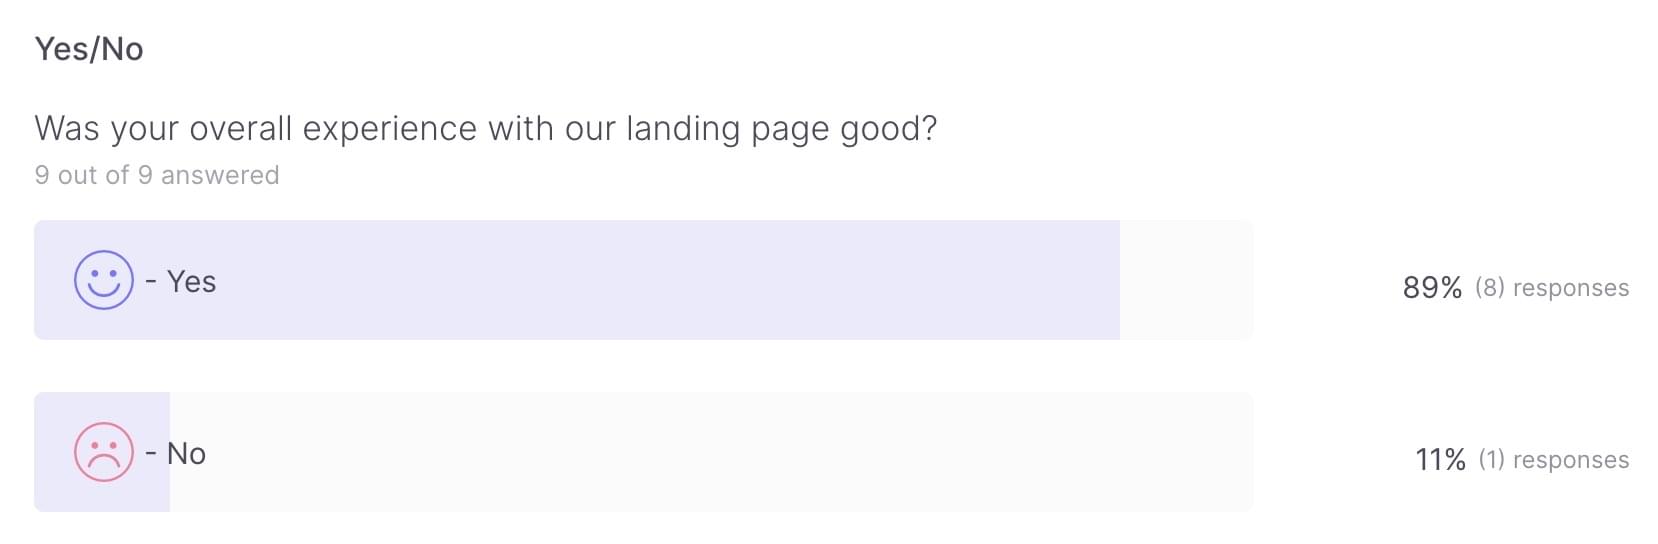 Yes/No
Was your overall experience with our landing page good?
9 out of 9 answered
- Yes
89% (8) responses
- No
11% (1) responses